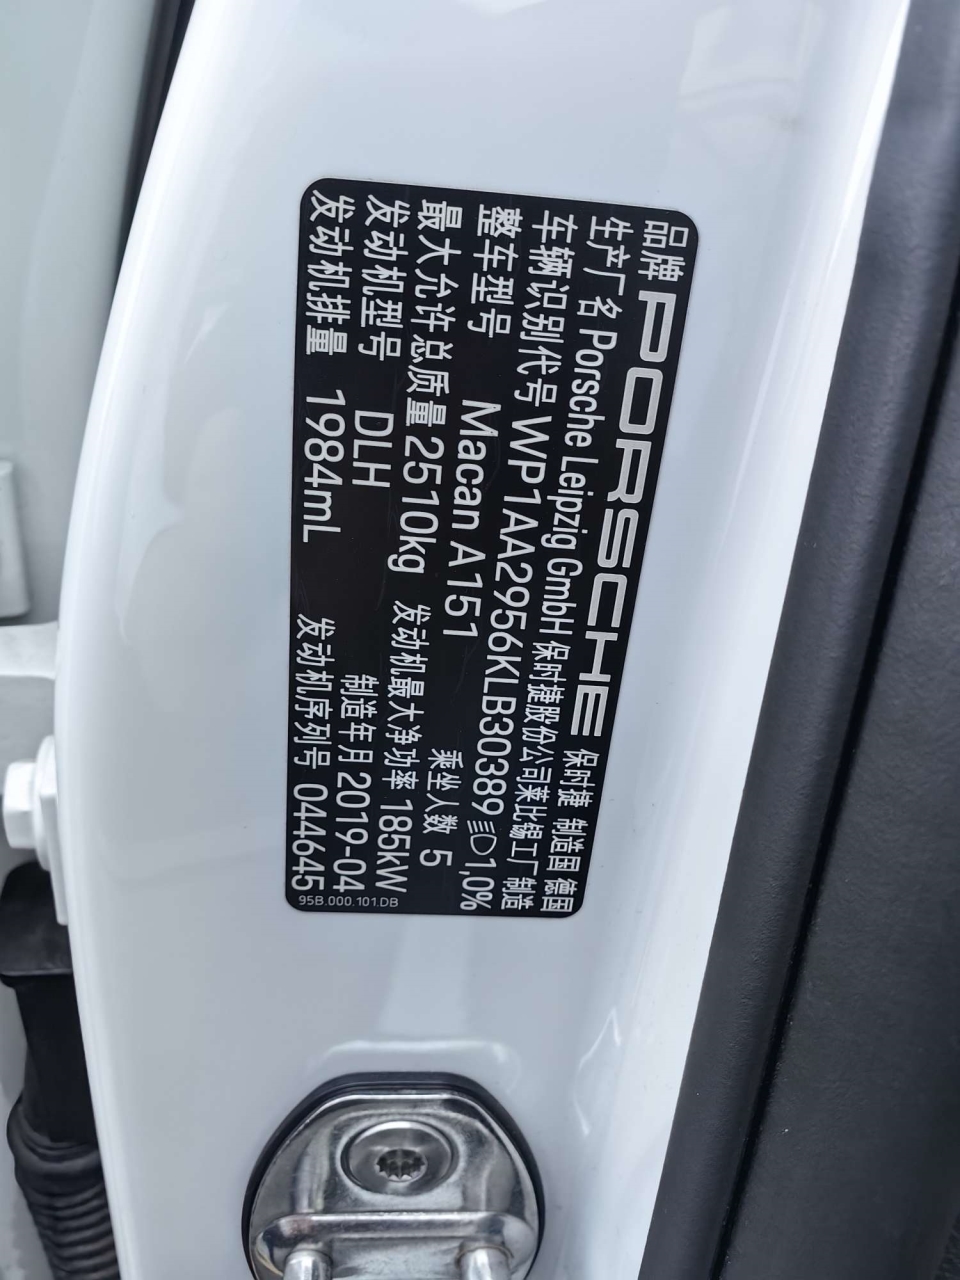 品牌 PORSCHE 保时捷 制造国 德国
生产厂名 Porsche Leipzig GmbH 保时捷股份公司莱比锡工厂制造
车辆识别代号 WP1AA2956KLB30389 1,0%
整车型号 Macan A151 乘坐人数 5
最大允许总质量 2510kg 发动机最大净功率 185kW
发动机型号 DLH 制造年月 2019-04
发动机排量 1984mL 发动机序列号 044645
95B.000.101.DB